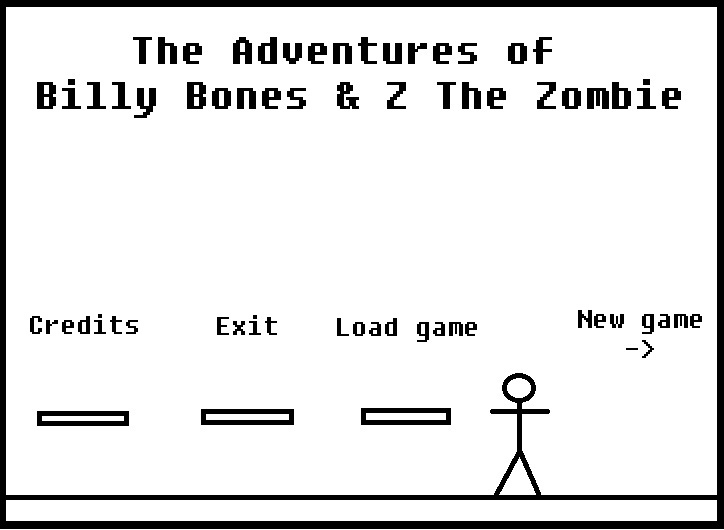 The Adventures of
Billy Bones & Z The Zombie
Credits
Exit
Load game
New game
->